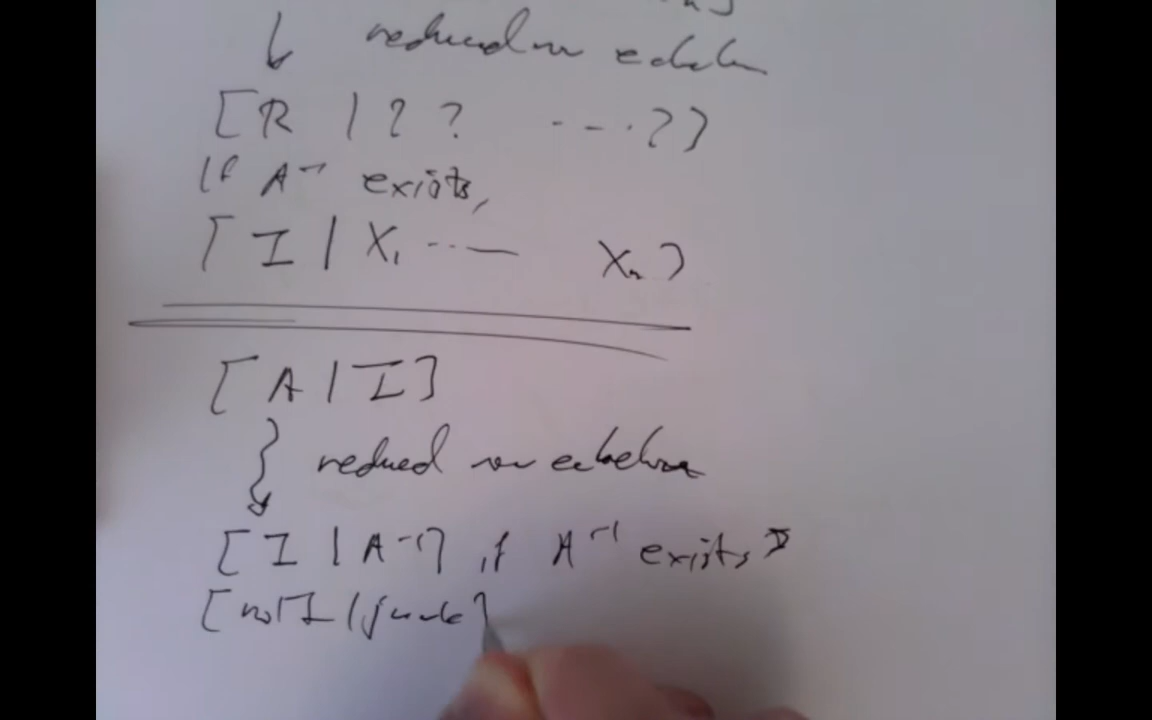 reduced row echelon
[R | ? ? ---.?]
If A⁻¹ exists,
[I | X₁ ..... Xₙ]
[A | I]
reduced row echelon
[I | A⁻¹] if A⁻¹ exists
[not I | junk]